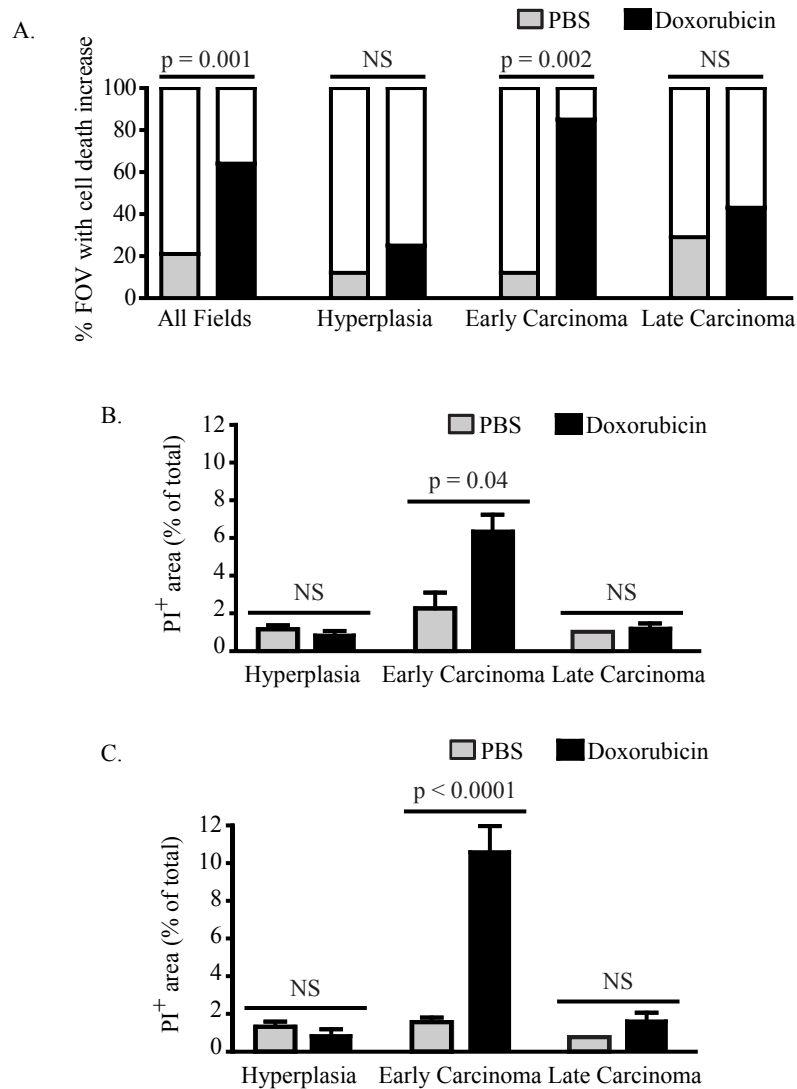 A.
PBS Doxorubicin
p = 0.001 NS p = 0.002 NS
% FOV with cell death increase
100
80
60
40
20
0
All Fields Hyperplasia Early Carcinoma Late Carcinoma
B.
PBS Doxorubicin
PI+ area (% of total)
12
10
8
6
4
2
0
NS p = 0.04 NS
Hyperplasia Early Carcinoma Late Carcinoma
C.
PBS Doxorubicin
p < 0.0001
PI+ area (% of total)
12
10
8
6
4
2
0
NS NS
Hyperplasia Early Carcinoma Late Carcinoma